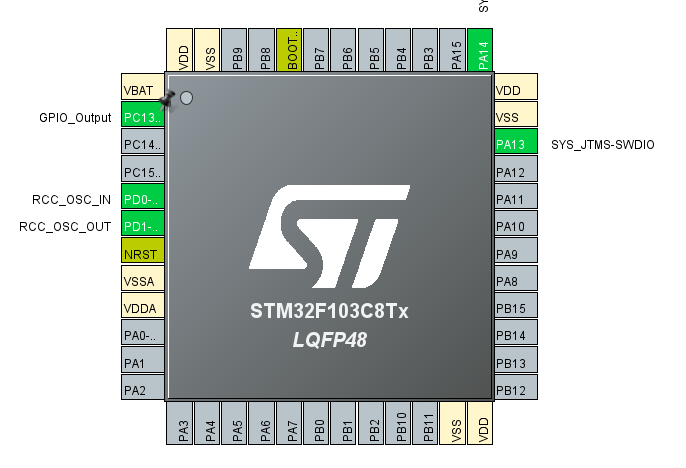 SY
VDD
VSS
PB9
PB8
BOOT..
PB7
PB6
PB5
PB4
PB3
PA15
PA14
VBAT
GPIO_Output PC13..
PC14..
PC15..
RCC_OSC_IN PD0-..
RCC_OSC_OUT PD1-..
NRST
VSSA
VDDA
PA0-..
PA1
PA2
VDD
VSS
PA13 SYS_JTMS-SWDIO
PA12
PA11
PA10
PA9
PA8
PB15
PB14
PB13
PB12
ST
STM32F103C8Tx
LQFP48
PA3
PA4
PA5
PA6
PA7
PB0
PB1
PB2
PB10
PB11
VSS
VDD